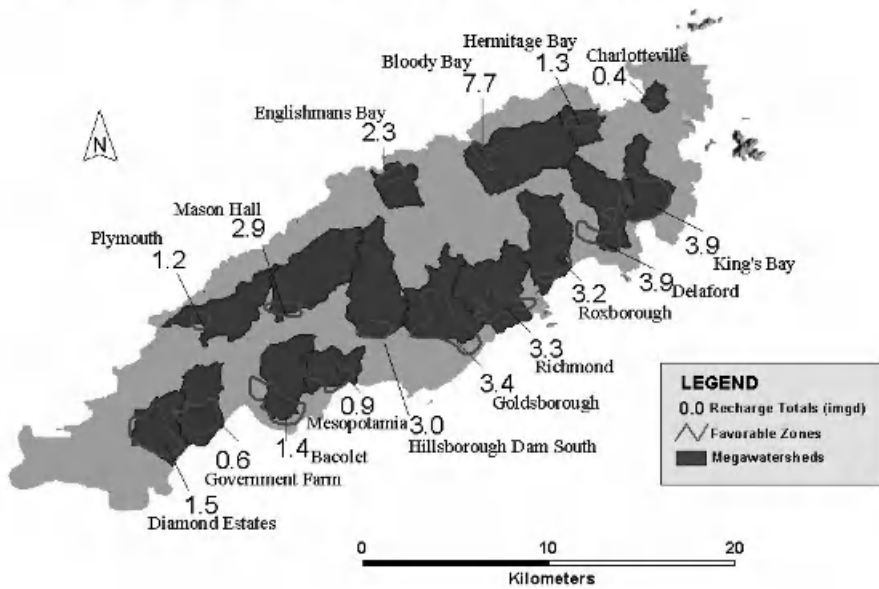 Hermitage Bay
1.3
Charlotteville
0.4
Bloody Bay
7.7
Englishmans Bay
2.3
N
Mason Hall
2.9
Plymouth
1.2
3.9
King's Bay
3.9
Delaford
3.2
Roxborough
3.3
Richmond
3.4
Goldsborough
0.9
Mesopotamia
3.0
Hillsborough Dam South
1.4
Bacolet
0.6
Government Farm
1.5
Diamond Estates
LEGEND
0.0 Recharge Totals (imgd)
Favorable Zones
Megawatersheds
0 10 20
Kilometers